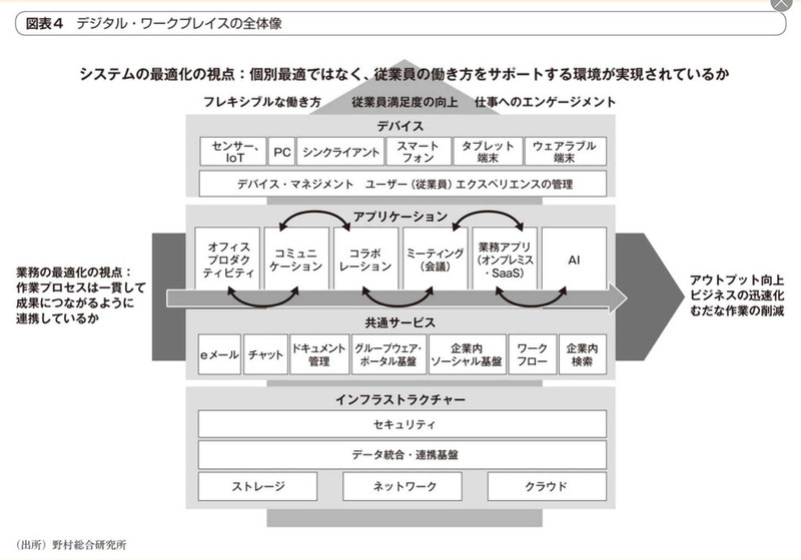 図表4 デジタル・ワークプレイスの全体像
システムの最適化の視点：個別最適ではなく、従業員の働き方をサポートする環境が実現されているか
フレキシブルな働き方 従業員満足度の向上 仕事へのエンゲージメント
デバイス
センサー、
IoT
PC
シンクライアント
スマート
フォン
タブレット
端末
ウェアラブル
端末
デバイス・マネジメント ユーザー（従業員）エクスペリエンスの管理
アプリケーション
オフィス
プロダク
ティビティ
コミュニ
ケーション
コラボ
レーション
ミーティング
（会議）
業務アプリ
（オンプレミス
・SaaS）
AI
業務の最適化の視点：
作業プロセスは一貫して
成果につながるように
連携しているか
アウトプット向上
ビジネスの迅速化
むだな作業の削減
共通サービス
eメール
チャット
ドキュメント
管理
グループウェア・
ポータル基盤
企業内
ソーシャル基盤
ワーク
フロー
企業内
検索
インフラストラクチャー
セキュリティ
データ統合・連携基盤
ストレージ
ネットワーク
クラウド
（出所）野村総合研究所